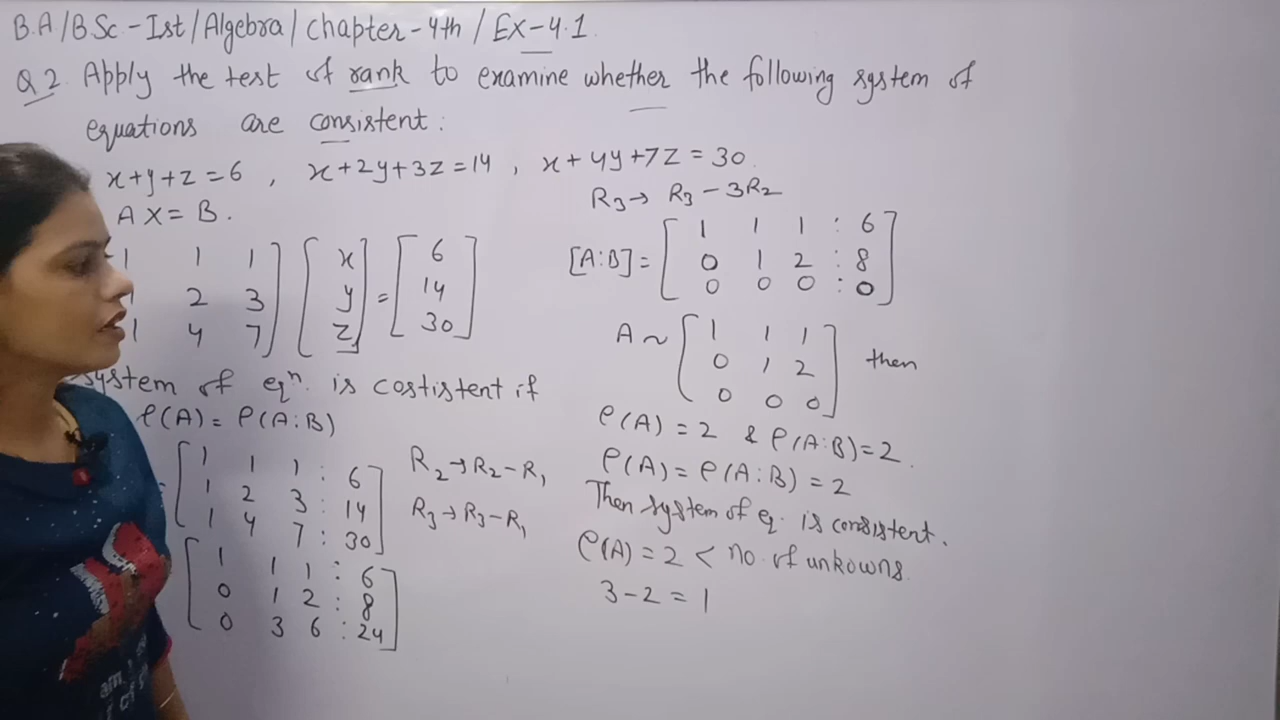 B.A/B.Sc-Ist/Algebra/chapter-4th/Ex-4.1
Q2. Apply the test of rank to examine whether the following system of
equations are consistent:
x+y+z=6, x+2y+3z=14, x+4y+7z=30
AX=B.
1 1 1] [x] = [6]
1 2 3] [y] = [14]
1 4 7] [z] = [30]
system of eqn. is costistent if
ρ(A)=ρ(A:B)
[1 1 1 : 6]
[1 2 3 : 14] R2→R2-R1
[1 4 7 : 30] R3→R3-R1
[1 1 1 : 6]
[0 1 2 : 8]
[0 3 6 : 24]
R3→R3-3R2
[A:B]=
[1 1 1 : 6]
[0 1 2 : 8]
[0 0 0 : 0]
A~
[1 1 1]
[0 1 2] then
[0 0 0]
ρ(A)=2 & ρ(A:B)=2.
ρ(A)=ρ(A:B)=2
Then system of eq. is consistent.
ρ(A)=2 < no. of unkowns
3-2=1
am